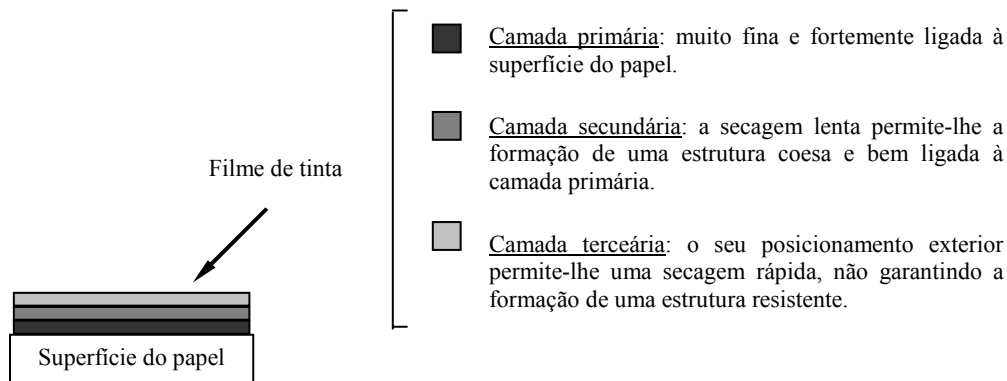 Camada primária: muito fina e fortemente ligada à
superfície do papel.
Camada secundária: a secagem lenta permite-lhe a
formação de uma estrutura coesa e bem ligada à
camada primária.
Filme de tinta
Camada terceária: o seu posicionamento exterior
permite-lhe uma secagem rápida, não garantindo a
formação de uma estrutura resistente.
Superfície do papel